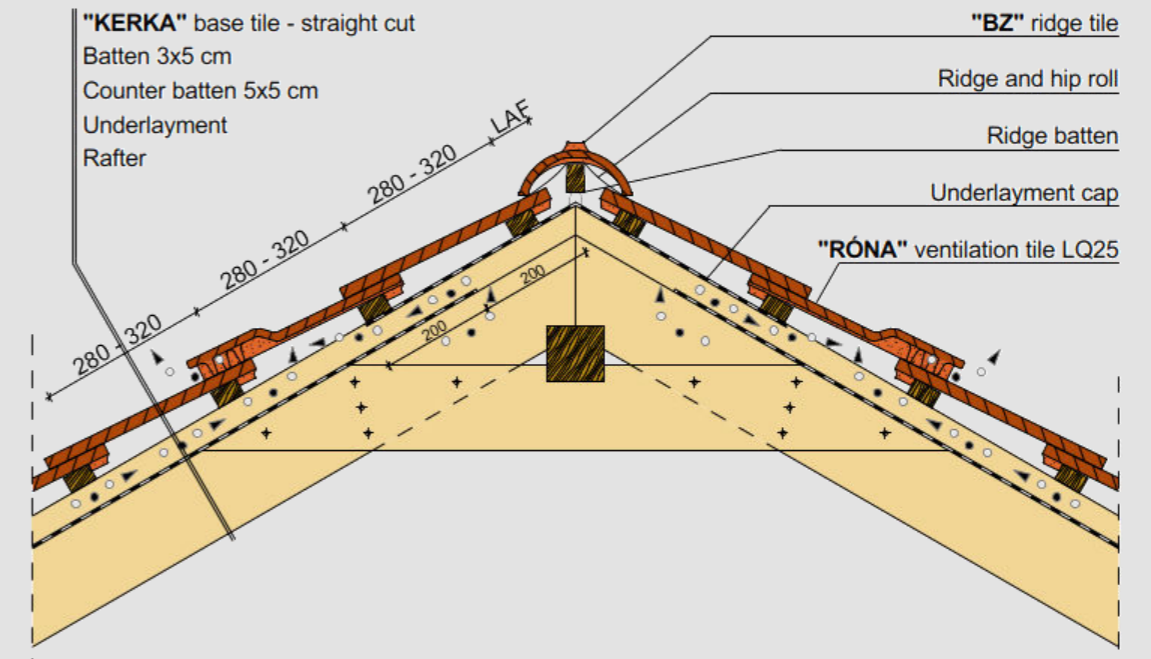 "KERKA" base tile - straight cut
Batten 3x5 cm
Counter batten 5x5 cm
Underlayment
Rafter
"BZ" ridge tile
Ridge and hip roll
Ridge batten
Underlayment cap
"RÓNA" ventilation tile LQ25
LAF
280 - 320
280 - 320
280 - 320
200
200